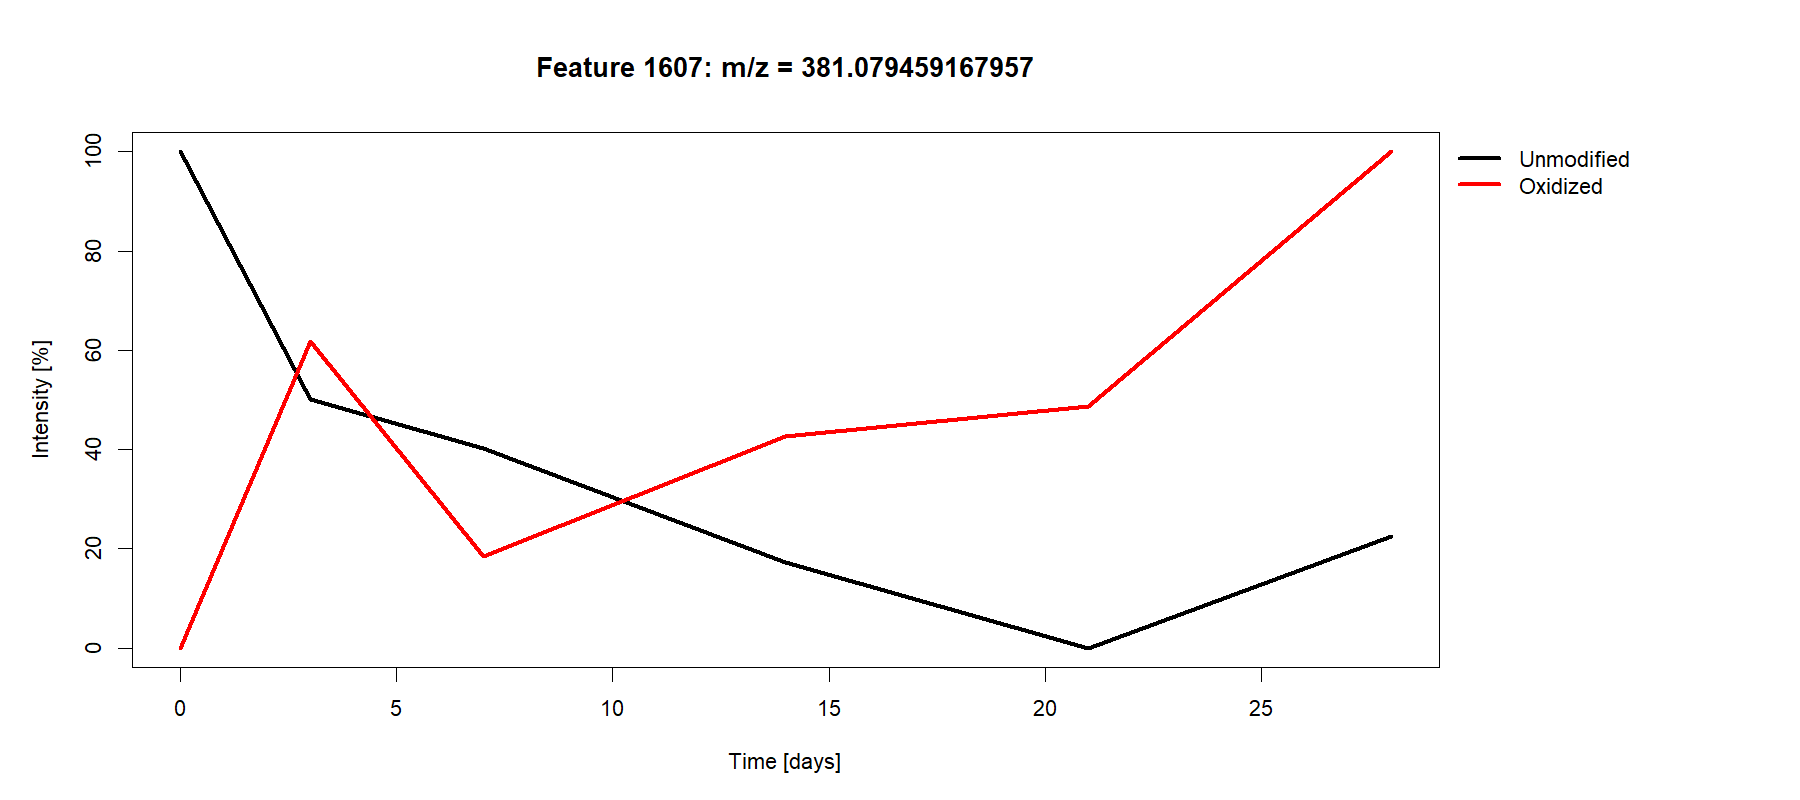 Feature 1607: m/z = 381.079459167957
100
80
60
40
20
0
Intensity [%]
0 5 10 15 20 25
Time [days]
Unmodified
Oxidized